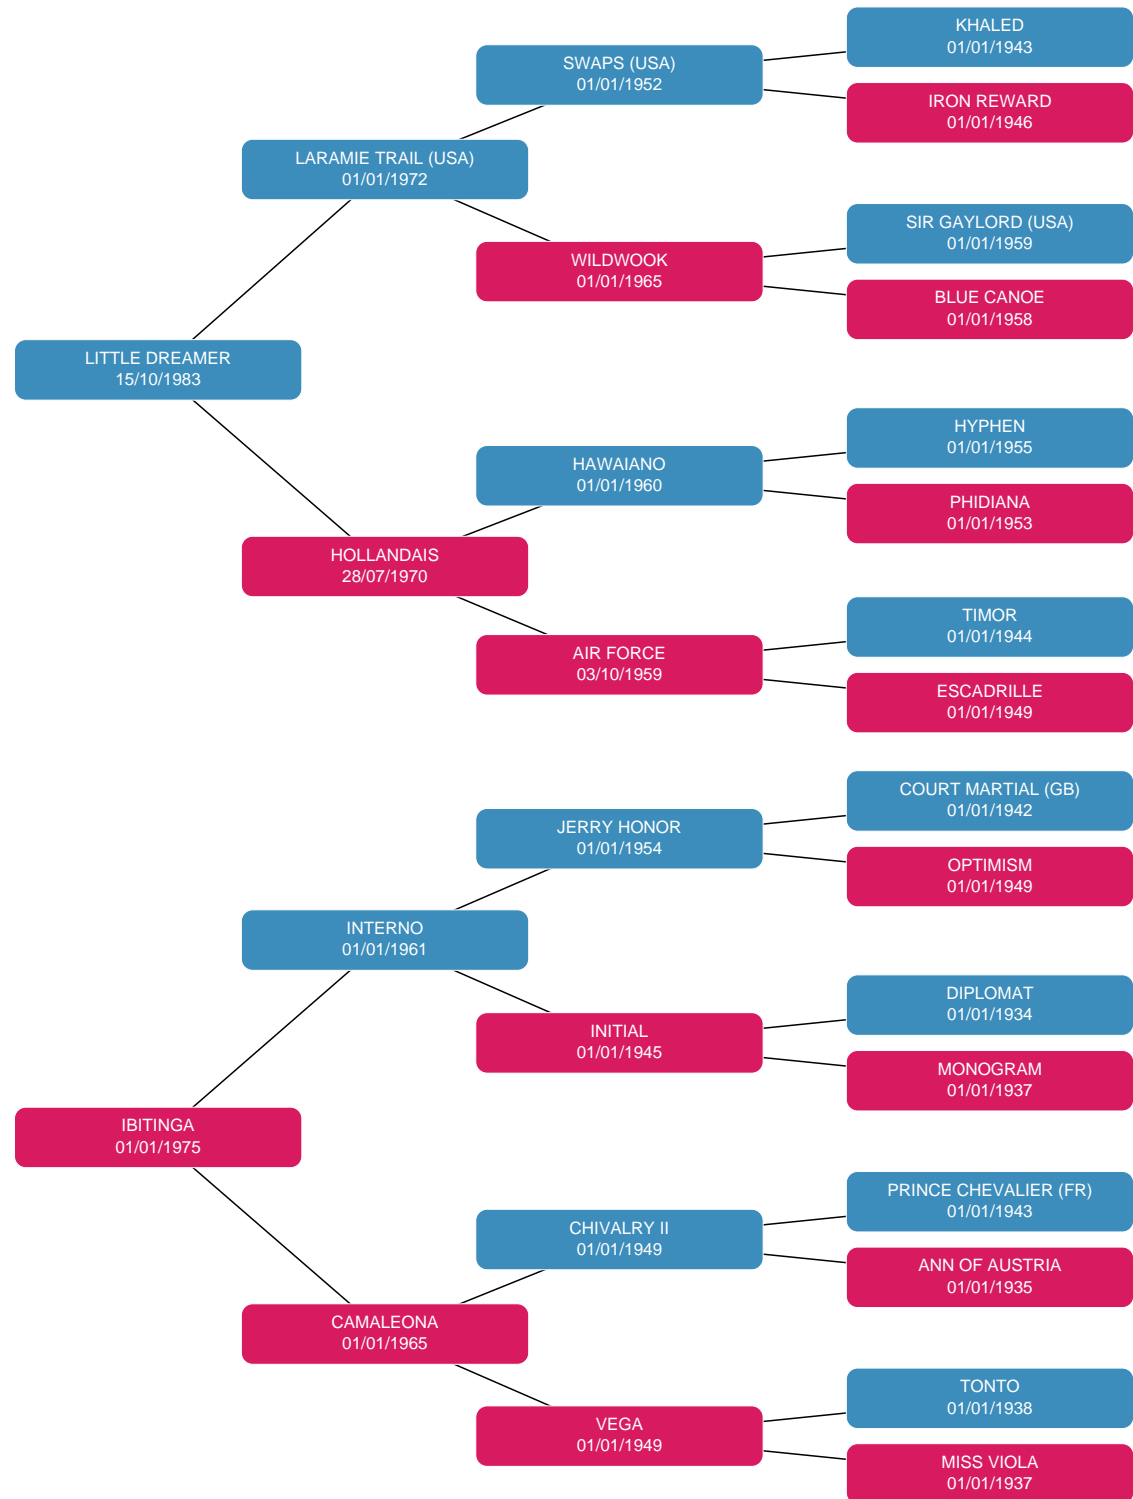 KHALED
01/01/1943
SWAPS (USA)
01/01/1952
IRON REWARD
01/01/1946
LARAMIE TRAIL (USA)
01/01/1972
SIR GAYLORD (USA)
01/01/1959
WILDWOOK
01/01/1965
BLUE CANOE
01/01/1958
LITTLE DREAMER
15/10/1983
HYPHEN
01/01/1955
HAWAIANO
01/01/1960
PHIDIANA
01/01/1953
HOLLANDAIS
28/07/1970
TIMOR
01/01/1944
AIR FORCE
03/10/1959
ESCADRILLE
01/01/1949
COURT MARTIAL (GB)
01/01/1942
JERRY HONOR
01/01/1954
OPTIMISM
01/01/1949
INTERNO
01/01/1961
DIPLOMAT
01/01/1934
INITIAL
01/01/1945
MONOGRAM
01/01/1937
IBITINGA
01/01/1975
PRINCE CHEVALIER (FR)
01/01/1943
CHIVALRY II
01/01/1949
ANN OF AUSTRIA
01/01/1935
CAMALEONA
01/01/1965
TONTO
01/01/1938
VEGA
01/01/1949
MISS VIOLA
01/01/1937